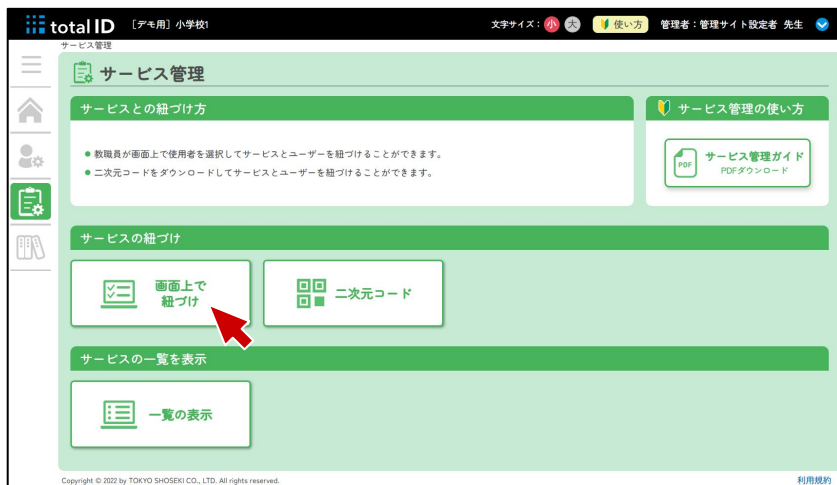 total ID ［デモ用］小学校1 文字サイズ：小 大 使い方 管理者：管理サイト設定者 先生
サービス管理
サービス管理
サービスとの紐づけ方
● 教職員が画面上で使用者を選択してサービスとユーザーを紐づけることができます。
● 二次元コードをダウンロードしてサービスとユーザーを紐づけることができます。
サービス管理の使い方
PDF
サービス管理ガイド
PDFダウンロード
サービスの紐づけ
画面上で
紐づけ
二次元コード
サービスの一覧を表示
一覧の表示
Copyright © 2022 by TOKYO SHOSEKI CO., LTD. All rights reserved. 利用規約